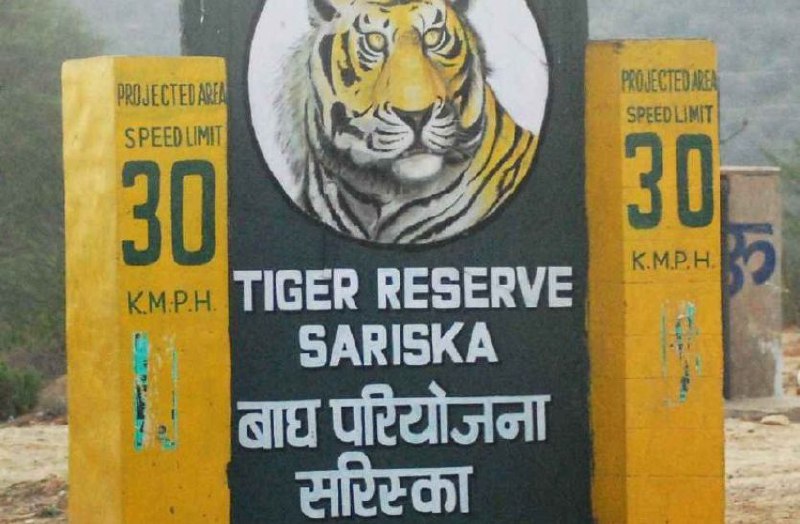 PROJECTED AREA
SPEED LIMIT
30
K.M.P.H.
TIGER RESERVE
SARISKA
बाघ परियोजना
सरिस्का
PROJECTED AREA
SPEED LIMIT
30
K.M.P.H.
ॐ